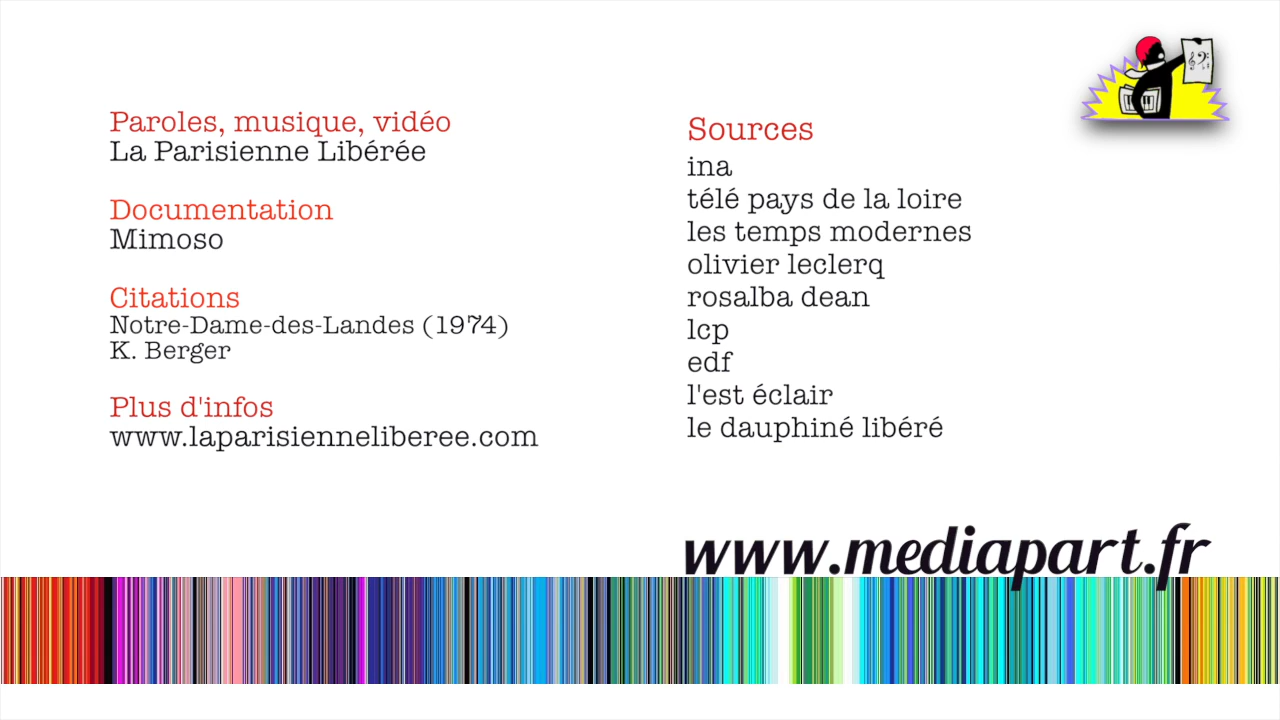 Paroles, musique, vidéo
La Parisienne Libérée
Documentation
Mimoso
Citations
Notre-Dame-des-Landes (1974)
K. Berger
Plus d'infos
www.laparisienneliberee.com
Sources
ina
télé pays de la loire
les temps modernes
olivier leclerq
rosalba dean
lcp
edf
l'est éclair
le dauphiné libéré
www.mediapart.fr